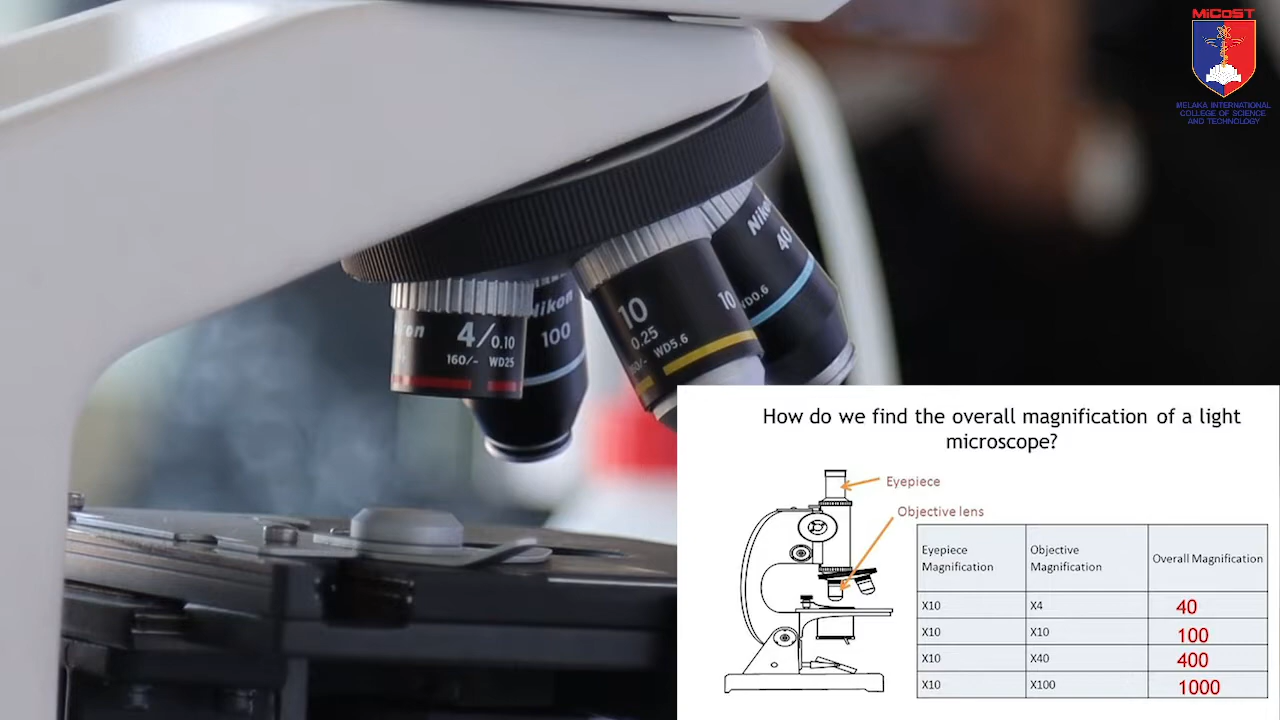 MiCoST
MELAKA INTERNATIONAL
COLLEGE OF SCIENCE
AND TECHNOLOGY
Nikon
40
WD0.6
10
10
0.25
WD5.6
Nikon
100
4/0.10
160/- WD25
How do we find the overall magnification of a light
microscope?
Eyepiece
Objective lens
Eyepiece Magnification Objective Magnification Overall Magnification
X10 X4 40
X10 X10 100
X10 X40 400
X10 X100 1000